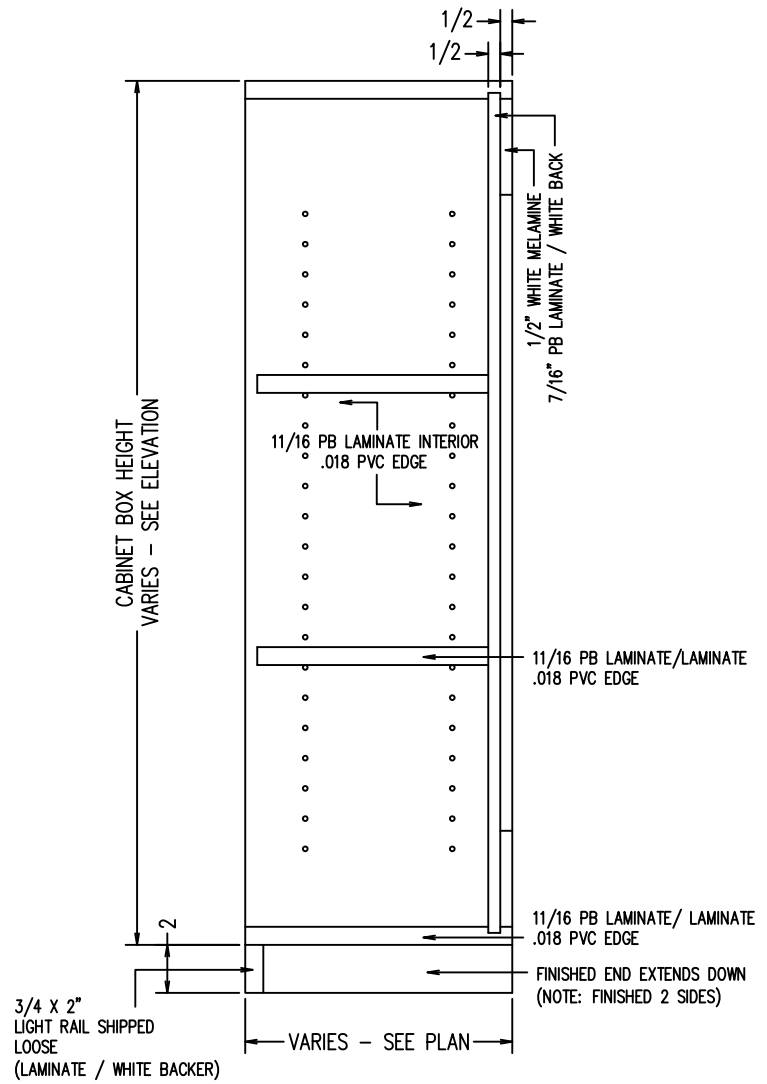 1/2
1/2
1/2" WHITE MELAMINE
7/16" PB LAMINATE / WHITE BACK
CABINET BOX HEIGHT
VARIES - SEE ELEVATION
11/16 PB LAMINATE INTERIOR
.018 PVC EDGE
11/16 PB LAMINATE/LAMINATE
.018 PVC EDGE
11/16 PB LAMINATE/ LAMINATE
.018 PVC EDGE
2
FINISHED END EXTENDS DOWN
(NOTE: FINISHED 2 SIDES)
3/4 X 2"
LIGHT RAIL SHIPPED
LOOSE
(LAMINATE / WHITE BACKER)
VARIES - SEE PLAN